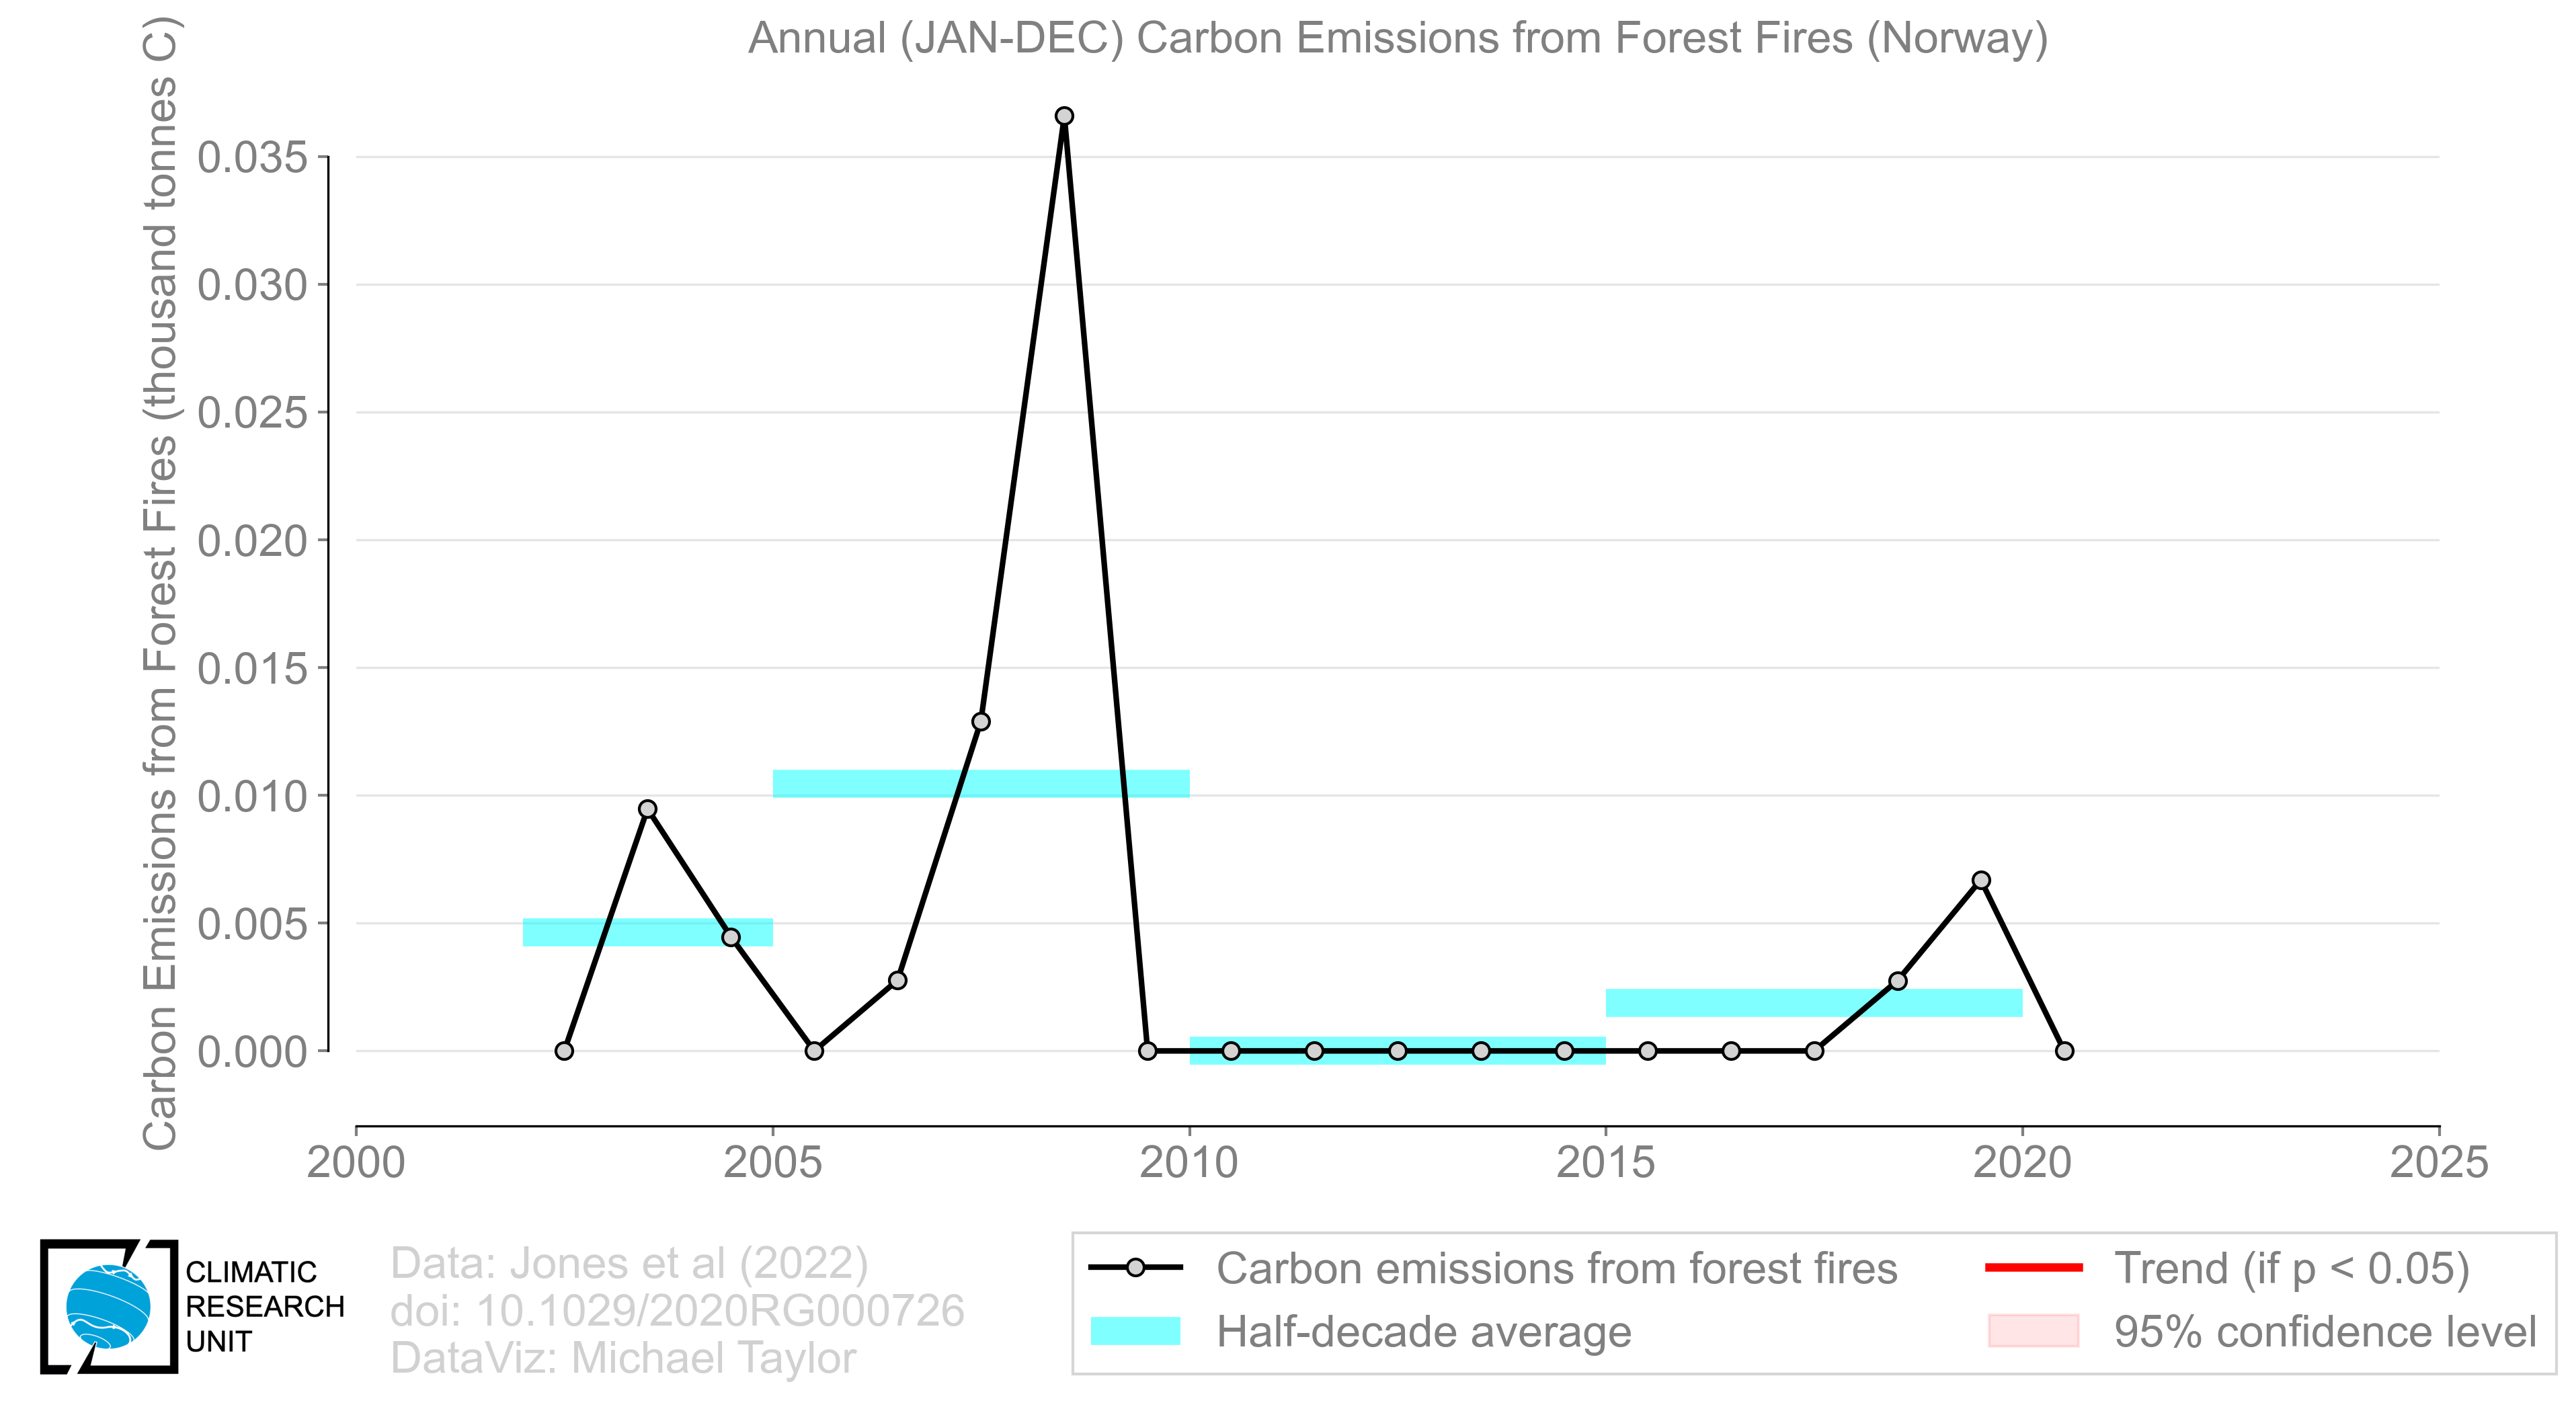 Annual (JAN-DEC) Carbon Emissions from Forest Fires (Norway)
Carbon Emissions from Forest Fires (thousand tonnes C)
0.035
0.030
0.025
0.020
0.015
0.010
0.005
0.000
2000 2005 2010 2015 2020 2025
CLIMATIC
RESEARCH
UNIT
Data: Jones et al (2022)
doi: 10.1029/2020RG000726
DataViz: Michael Taylor
Carbon emissions from forest fires
Half-decade average
Trend (if p < 0.05)
95% confidence level